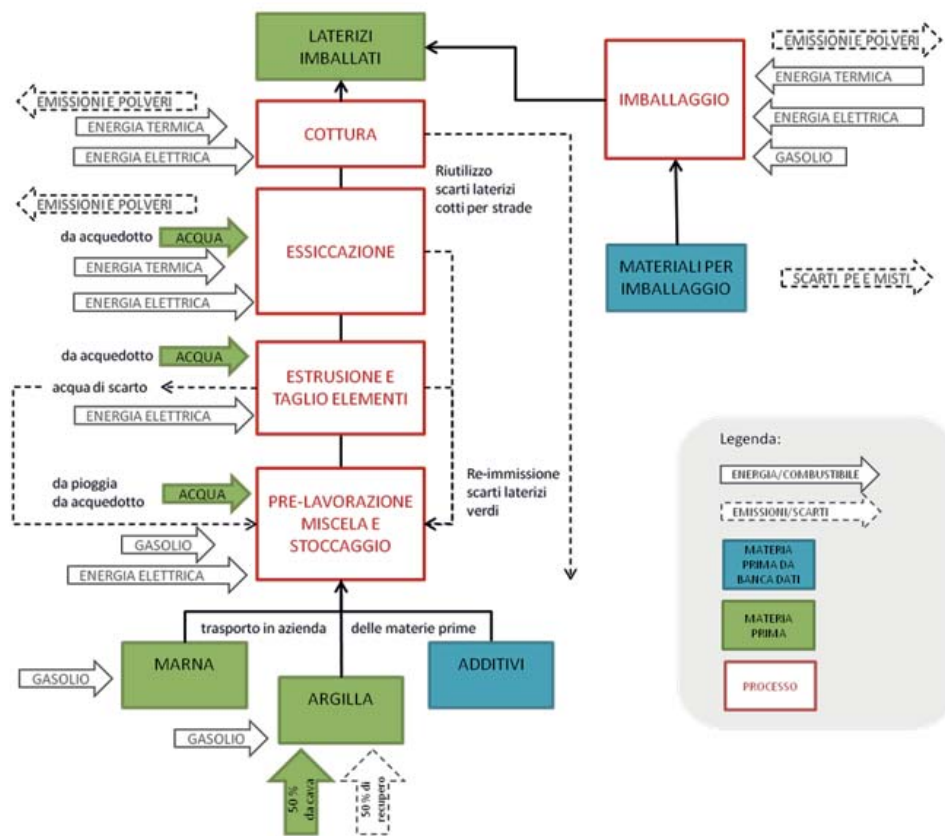 LATERIZI
IMBALLATI
EMISSIONI E POLVERI
ENERGIA TERMICA
ENERGIA ELETTRICA
COTTURA
IMBALLAGGIO
EMISSIONI E POLVERI
ENERGIA TERMICA
ENERGIA ELETTRICA
GASOLIO
Riutilizzo
scarti laterizi
cotti per strade
EMISSIONI E POLVERI
da acquedotto
ACQUA
ENERGIA TERMICA
ENERGIA ELETTRICA
ESSICCAZIONE
MATERIALI PER
IMBALLAGGIO
SCARTI PE E MISTI
da acquedotto
ACQUA
acqua di scarto
ENERGIA ELETTRICA
ESTRUSIONE E
TAGLIO ELEMENTI
Re-immissione
scarti laterizi
verdi
da pioggia
da acquedotto
ACQUA
GASOLIO
ENERGIA ELETTRICA
PRE-LAVORAZIONE
MISCELA E
STOCCAGGIO
trasporto in azienda
delle materie prime
GASOLIO
MARNA
ADDITIVI
GASOLIO
ARGILLA
50 %
da cava
50 % di
recupero
Legenda:
ENERGIA/COMBUSTIBILE
EMISSIONI/SCARTI
MATERIA
PRIMA DA
BANCA DATI
MATERIA
PRIMA
PROCESSO